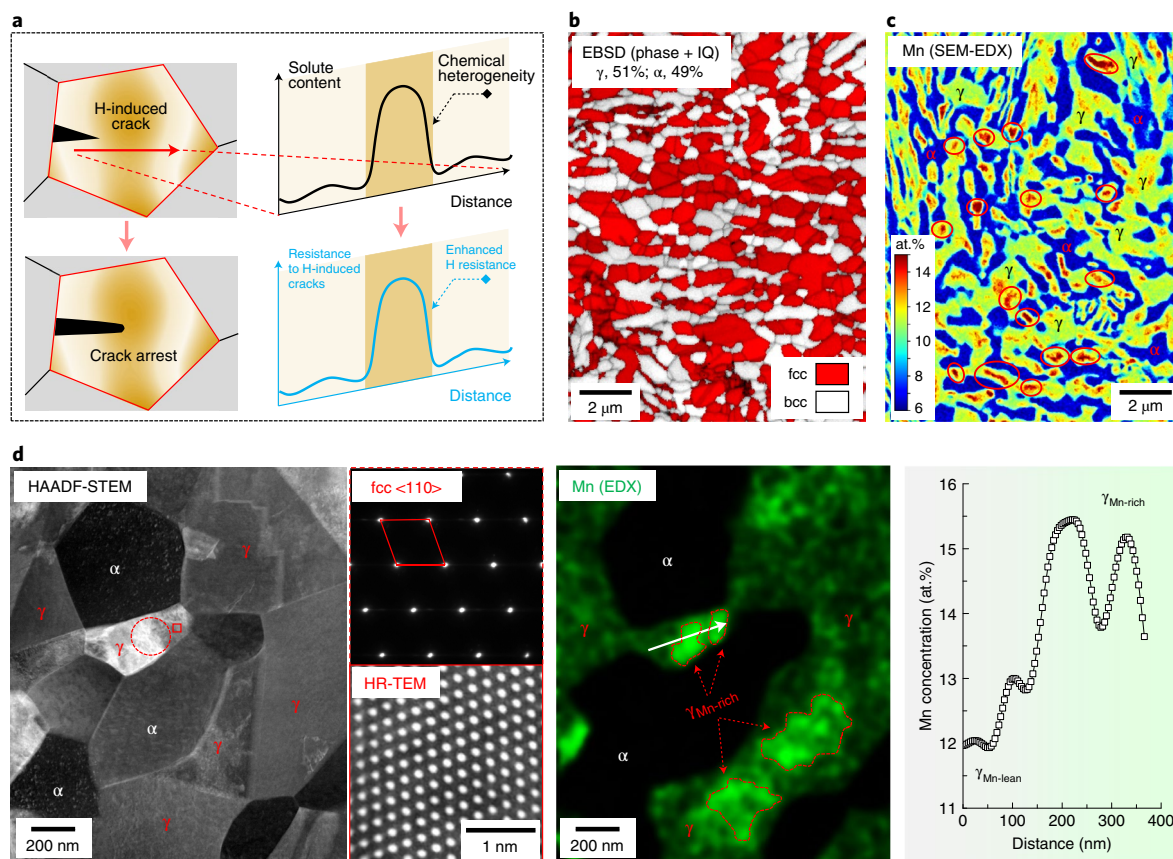 a
H-induced
crack
Crack arrest
Solute
content
Chemical
heterogeneity
Distance
Resistance
to H-induced
cracks
Enhanced
H resistance
Distance
b
EBSD (phase + IQ)
γ, 51%; α, 49%
fcc
bcc
2 μm
c
Mn (SEM-EDX)
γ
γ
α
γ
α
γ
γ
α
γ
γ
α
at.%
14
12
10
8
6
2 μm
d
HAADF-STEM
γ
α
γ
γ
γ
α
γ
α
γ
200 nm
fcc <110>
HR-TEM
1 nm
Mn (EDX)
α
γ
γMn-rich
α
γ
200 nm
Mn concentration (at.%)
16
15
14
13
12
11
γMn-rich
γMn-lean
0 100 200 300 400
Distance (nm)